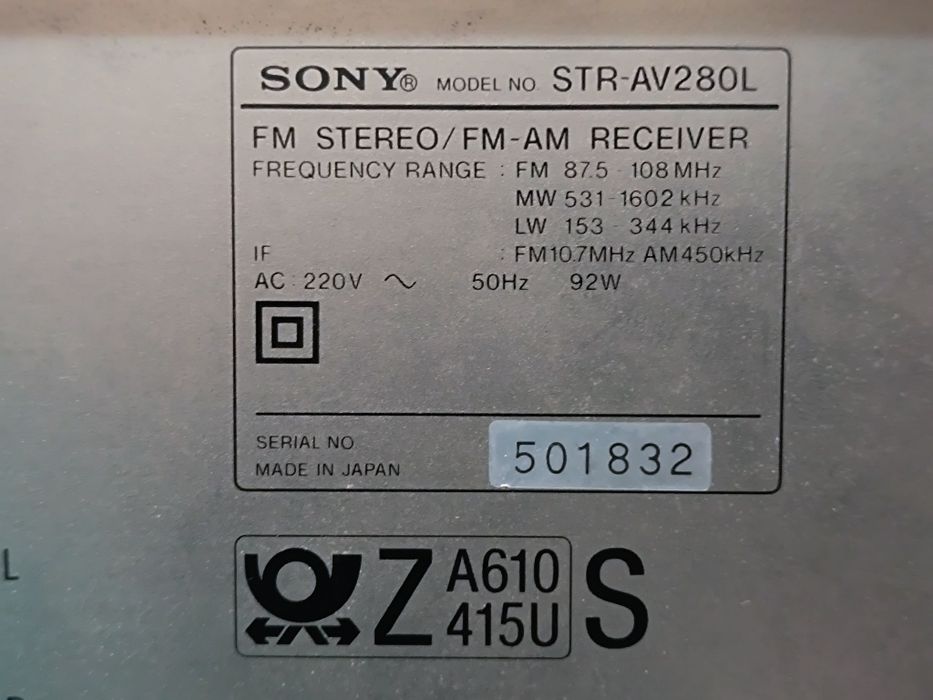 SONY® MODEL NO. STR-AV280L
FM STEREO/FM-AM RECEIVER
FREQUENCY RANGE : FM 87.5 - 108 MHz
MW 531-1602 kHz
LW 153 - 344 kHz
IF : FM10.7MHz AM450kHz
AC : 220V ~ 50Hz 92W
SERIAL NO
501832
MADE IN JAPAN
Z A610
415U S
L